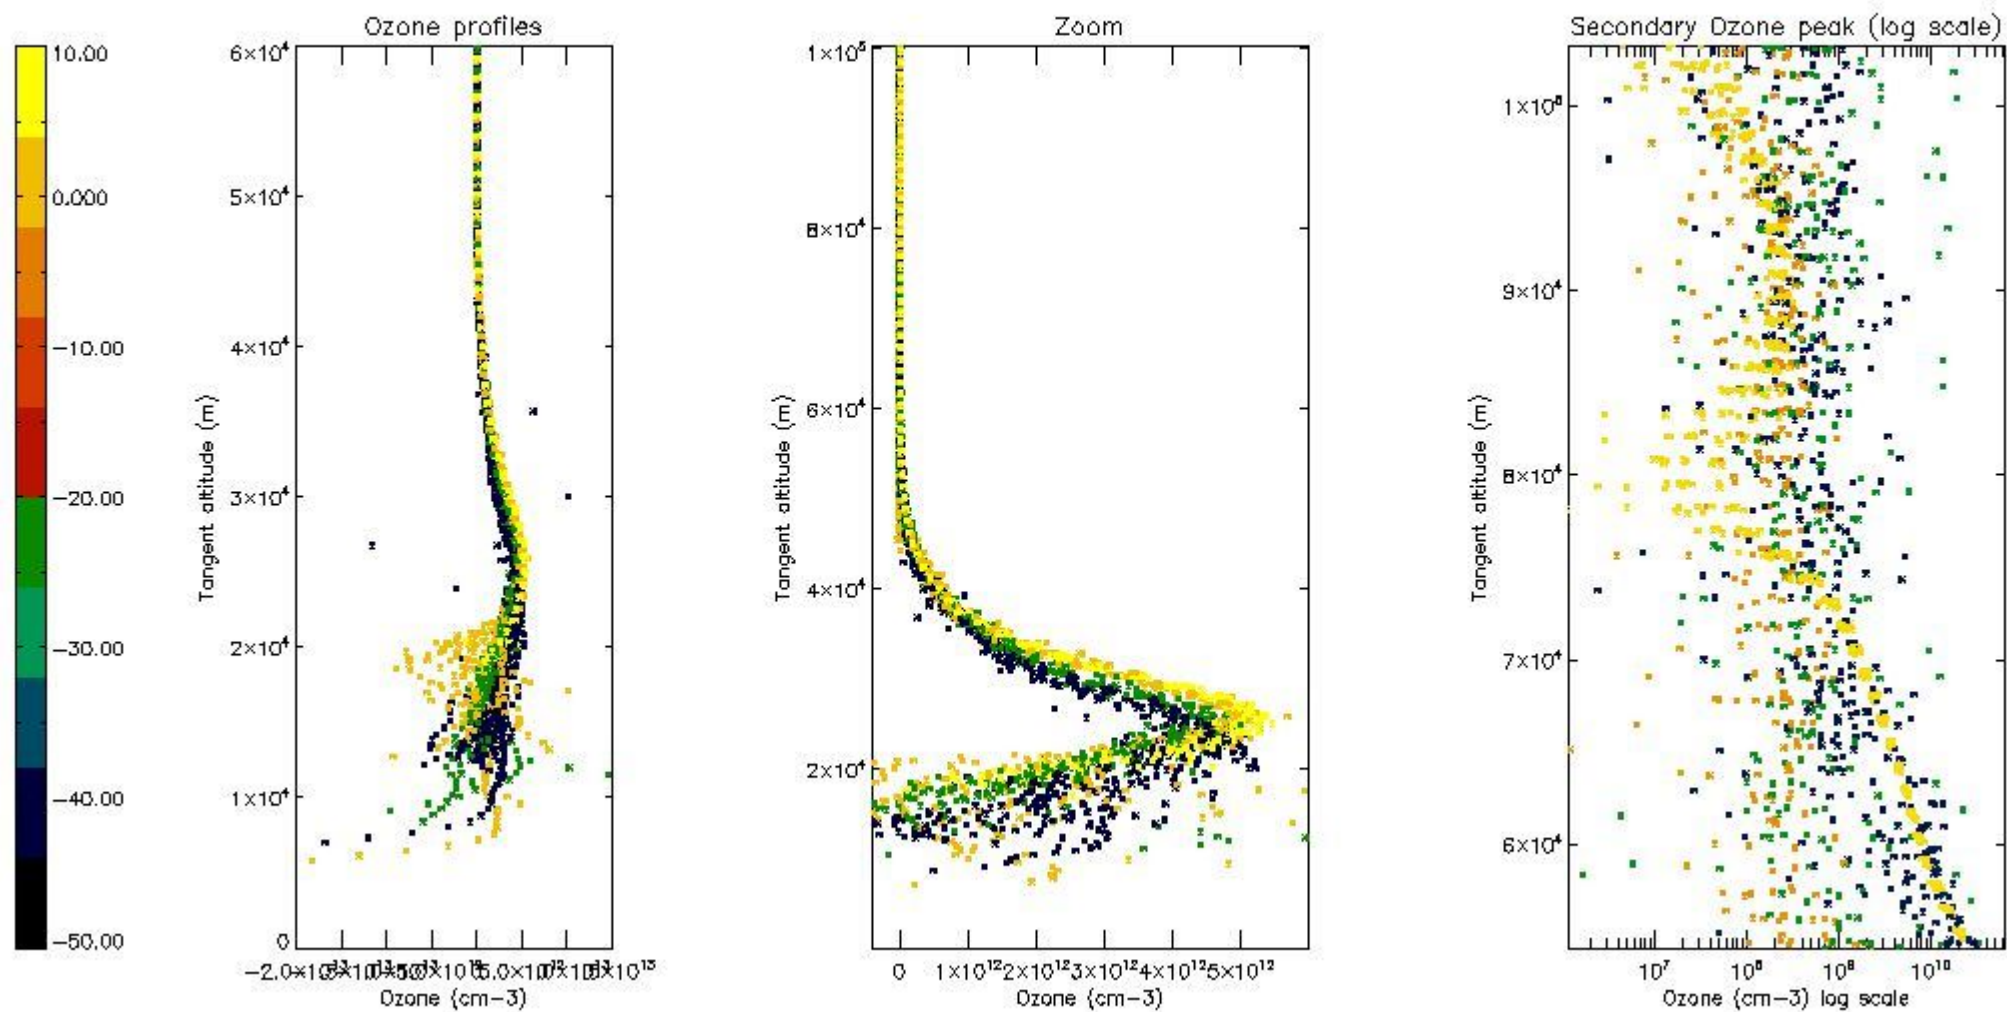 Ozone profiles
Zoom
Secondary Ozone peak (log scale)
10.00
0.000
−10.00
−20.00
−30.00
−40.00
−50.00
6×10⁴
5×10⁴
4×10⁴
3×10⁴
2×10⁴
1×10⁴
0
Tangent altitude (m)
Ozone (cm−3)
1×10⁵
8×10⁴
6×10⁴
4×10⁴
2×10⁴
Tangent altitude (m)
0 1×10¹² 2×10¹² 3×10¹² 4×10¹² 5×10¹²
Ozone (cm−3)
1×10⁵
9×10⁴
8×10⁴
7×10⁴
6×10⁴
Tangent altitude (m)
10⁷ 10⁸ 10⁹ 10¹⁰
Ozone (cm−3) log scale